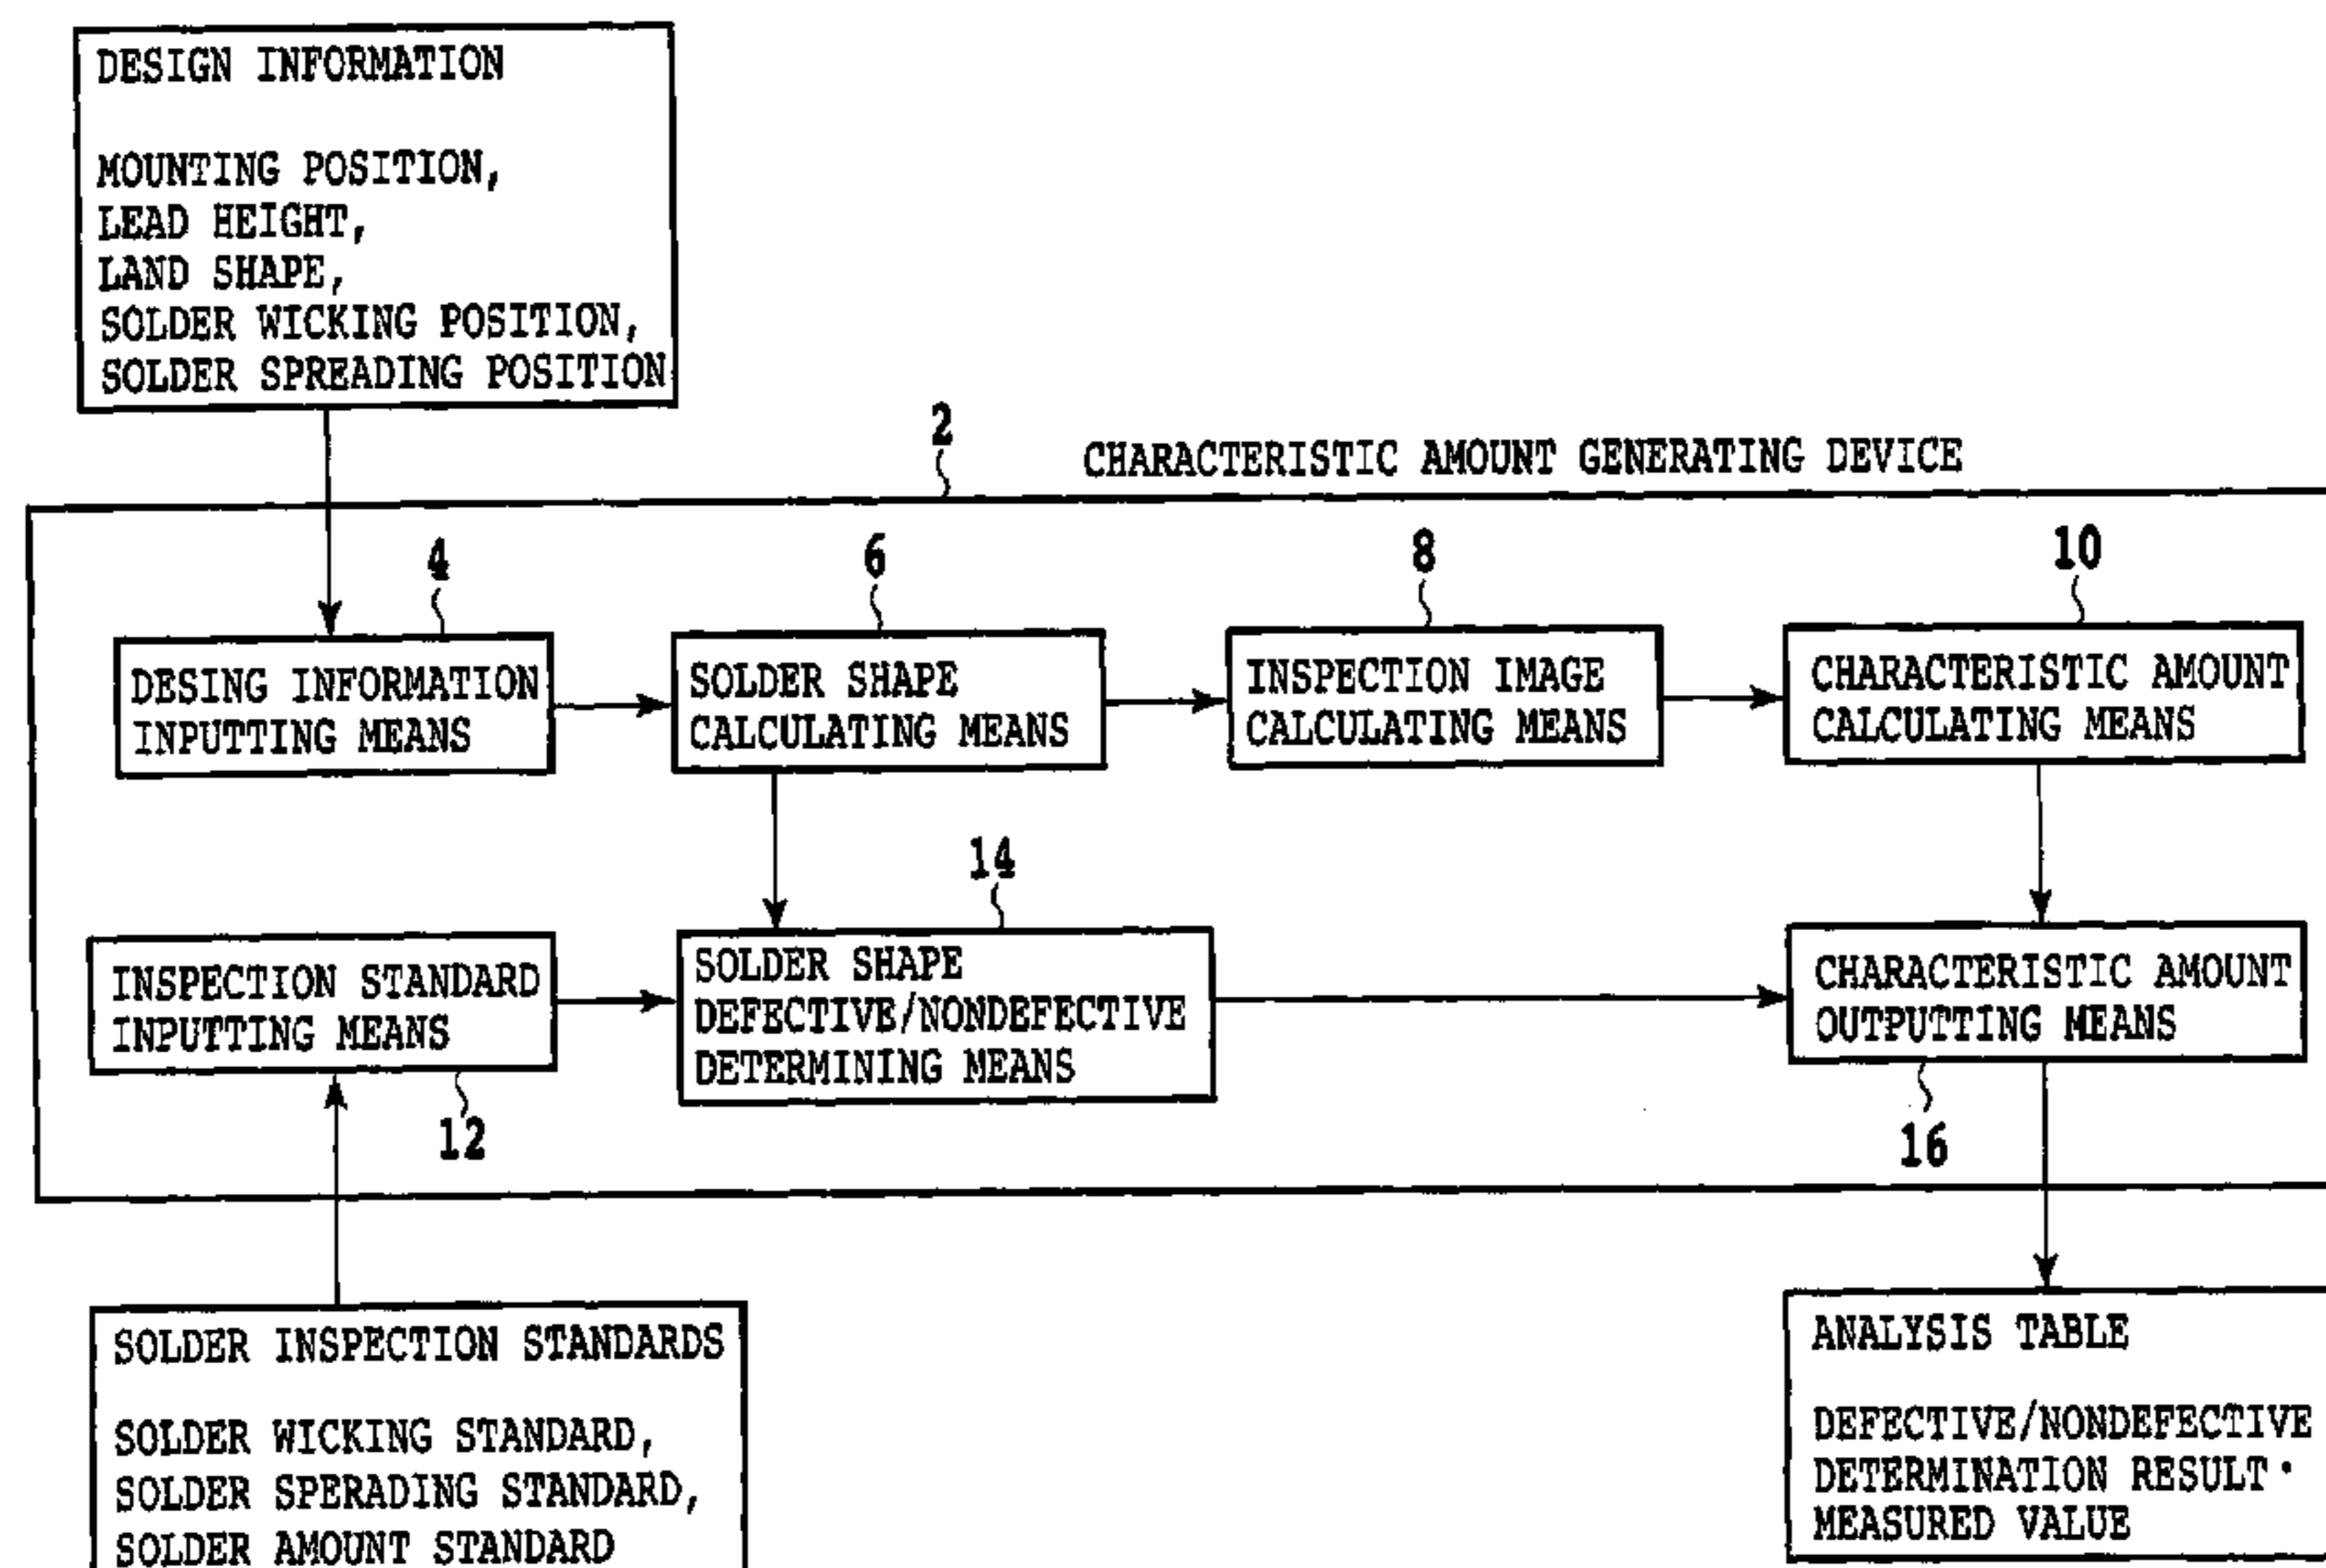 DESIGN INFORMATION
MOUNTING POSITION,
LEAD HEIGHT,
LAND SHAPE,
SOLDER WICKING POSITION,
SOLDER SPREADING POSITION
2
CHARACTERISTIC AMOUNT GENERATING DEVICE
4
6
8
10
DESING INFORMATION
INPUTTING MEANS
SOLDER SHAPE
CALCULATING MEANS
INSPECTION IMAGE
CALCULATING MEANS
CHARACTERISTIC AMOUNT
CALCULATING MEANS
14
INSPECTION STANDARD
INPUTTING MEANS
12
SOLDER SHAPE
DEFECTIVE/NONDEFECTIVE
DETERMINING MEANS
CHARACTERISTIC AMOUNT
OUTPUTTING MEANS
16
SOLDER INSPECTION STANDARDS
SOLDER WICKING STANDARD,
SOLDER SPERADING STANDARD,
SOLDER AMOUNT STANDARD
ANALYSIS TABLE
DEFECTIVE/NONDEFECTIVE
DETERMINATION RESULT・
MEASURED VALUE